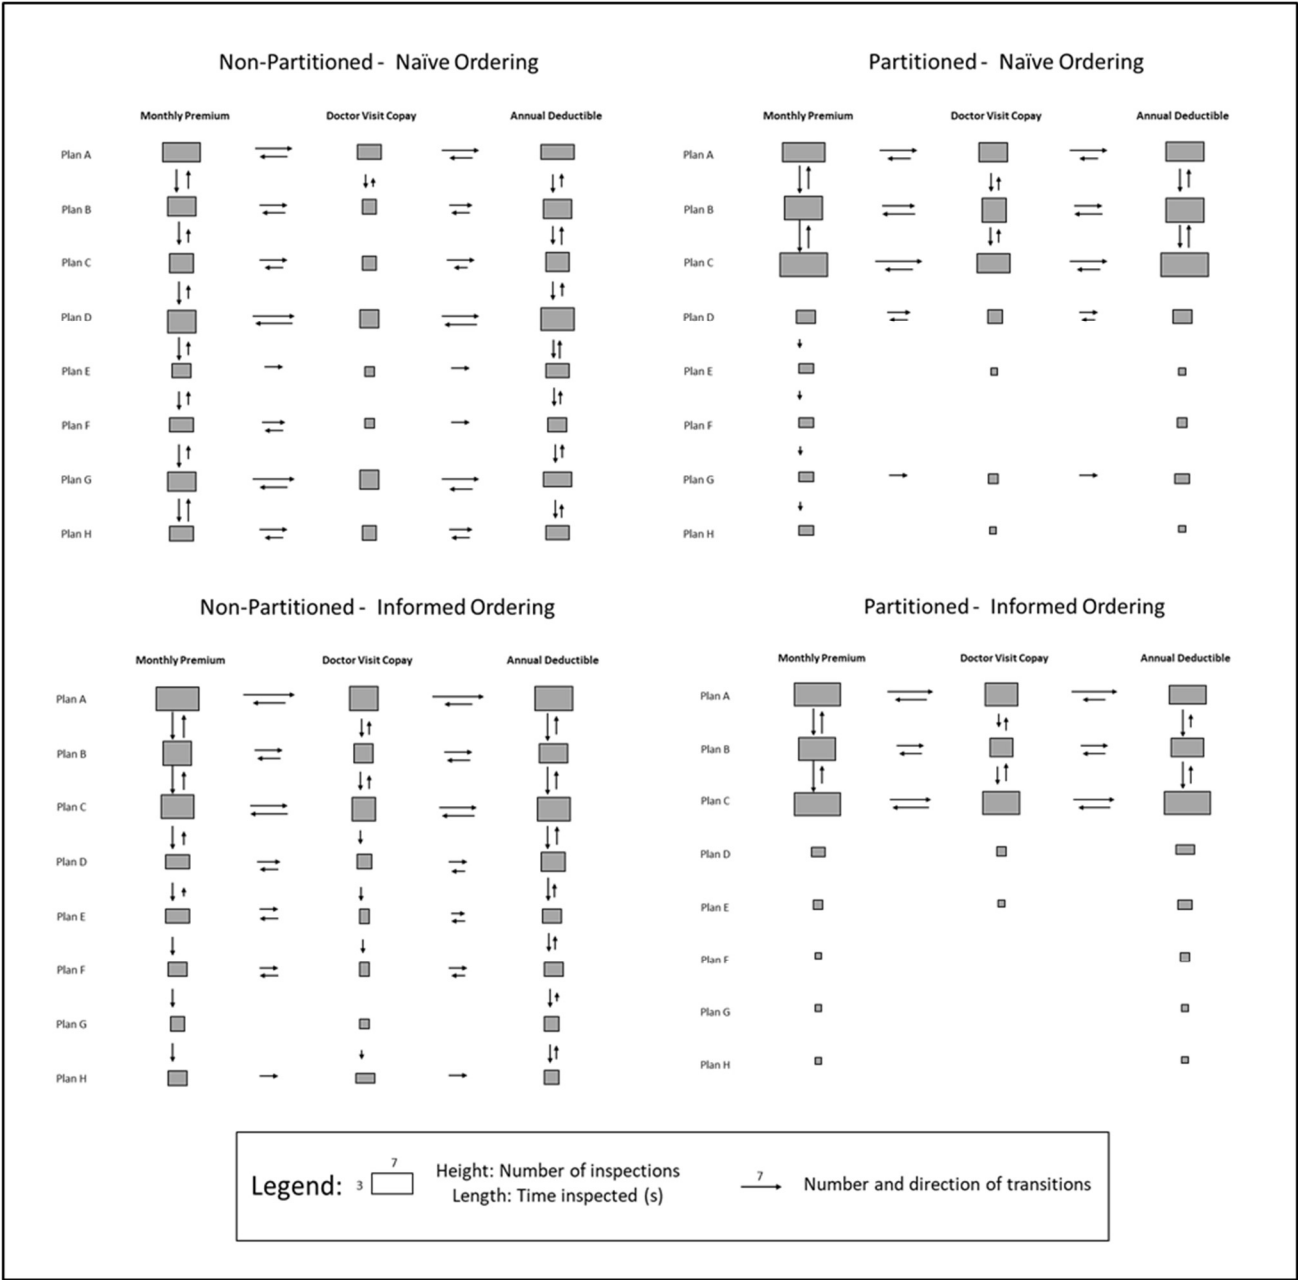 Non-Partitioned - Naïve Ordering
Monthly Premium Doctor Visit Copay Annual Deductible
Plan A
Plan B
Plan C
Plan D
Plan E
Plan F
Plan G
Plan H
Partitioned - Naïve Ordering
Monthly Premium Doctor Visit Copay Annual Deductible
Plan A
Plan B
Plan C
Plan D
Plan E
Plan F
Plan G
Plan H
Non-Partitioned - Informed Ordering
Monthly Premium Doctor Visit Copay Annual Deductible
Plan A
Plan B
Plan C
Plan D
Plan E
Plan F
Plan G
Plan H
Partitioned - Informed Ordering
Monthly Premium Doctor Visit Copay Annual Deductible
Plan A
Plan B
Plan C
Plan D
Plan E
Plan F
Plan G
Plan H
Legend:
7
3
Height: Number of inspections
Length: Time inspected (s)
7
Number and direction of transitions